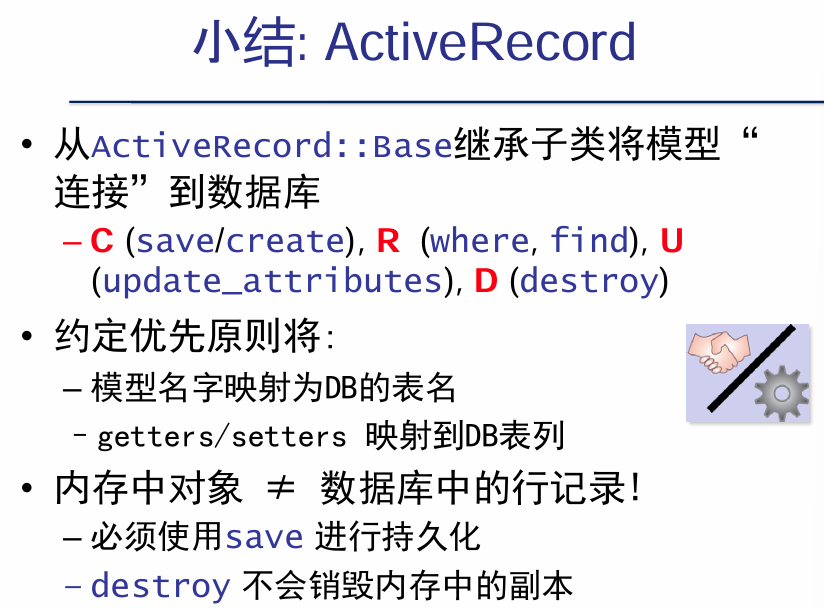 小结: ActiveRecord
• 从ActiveRecord::Base继承子类将模型“
连接”到数据库
– C (save/create), R (where, find), U
(update_attributes), D (destroy)
• 约定优先原则将:
– 模型名字映射为DB的表名
– getters/setters 映射到DB表列
• 内存中对象 ≠ 数据库中的行记录!
– 必须使用save 进行持久化
– destroy 不会销毁内存中的副本